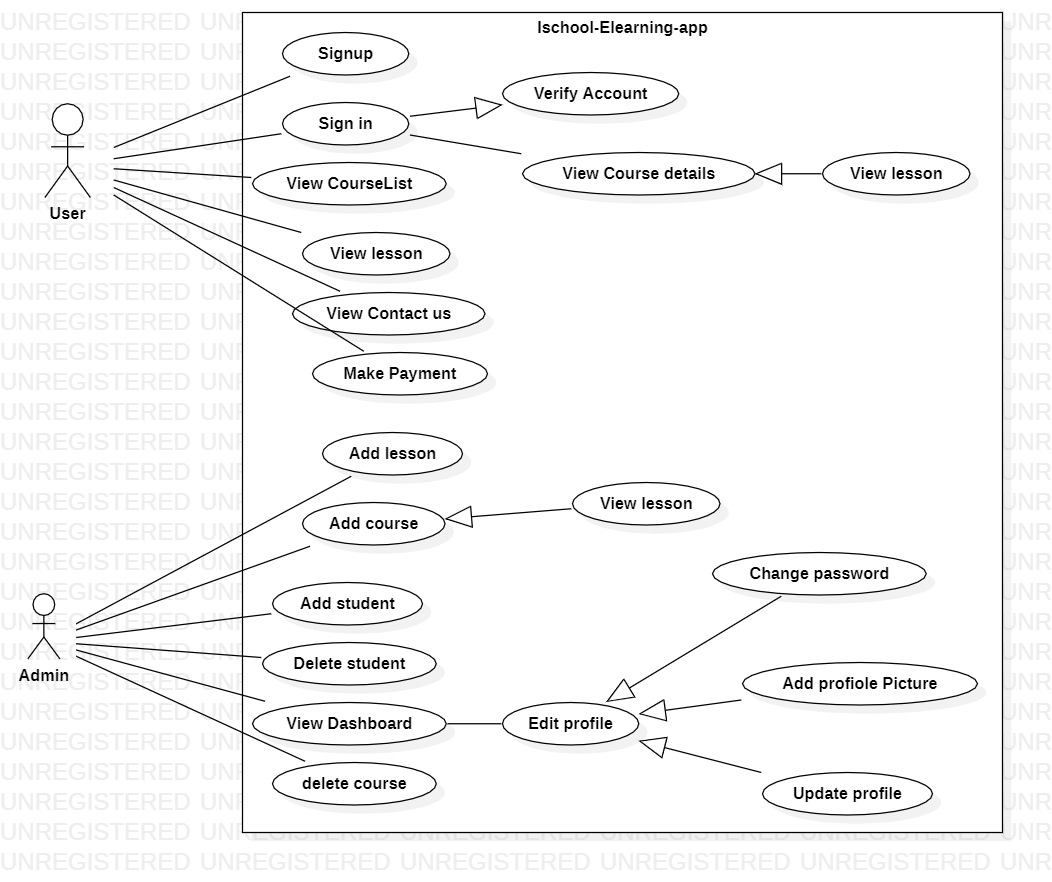 Ischool-Elearning-app
Signup
Verify Account
Sign in
View Course details
View lesson
View CourseList
User
View lesson
View Contact us
Make Payment
Add lesson
View lesson
Add course
Change password
Add student
Delete student
Admin
Add profiole Picture
View Dashboard
Edit profile
delete course
Update profile
UNREGISTERED UNREGISTERED UNREGISTERED UNREGISTERED UNREGISTERED UNR